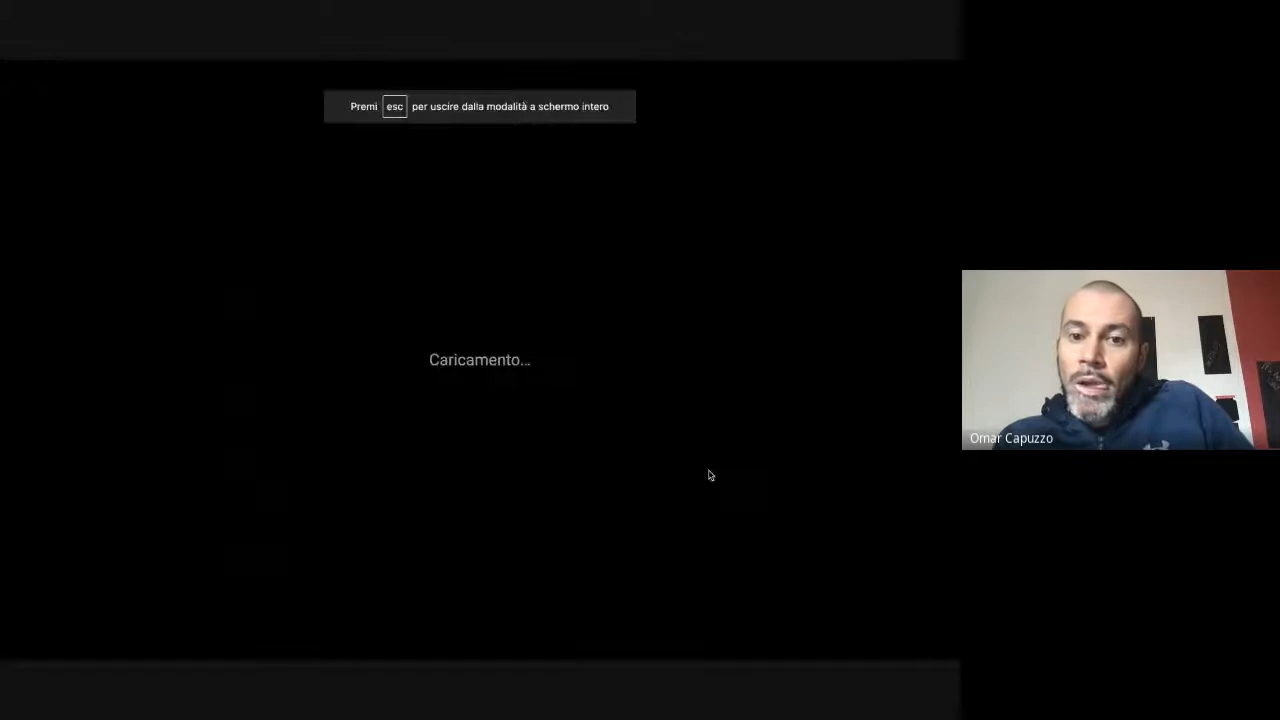 Premi esc per uscire dalla modalità a schermo intero
Caricamento...
Omar Capuzzo